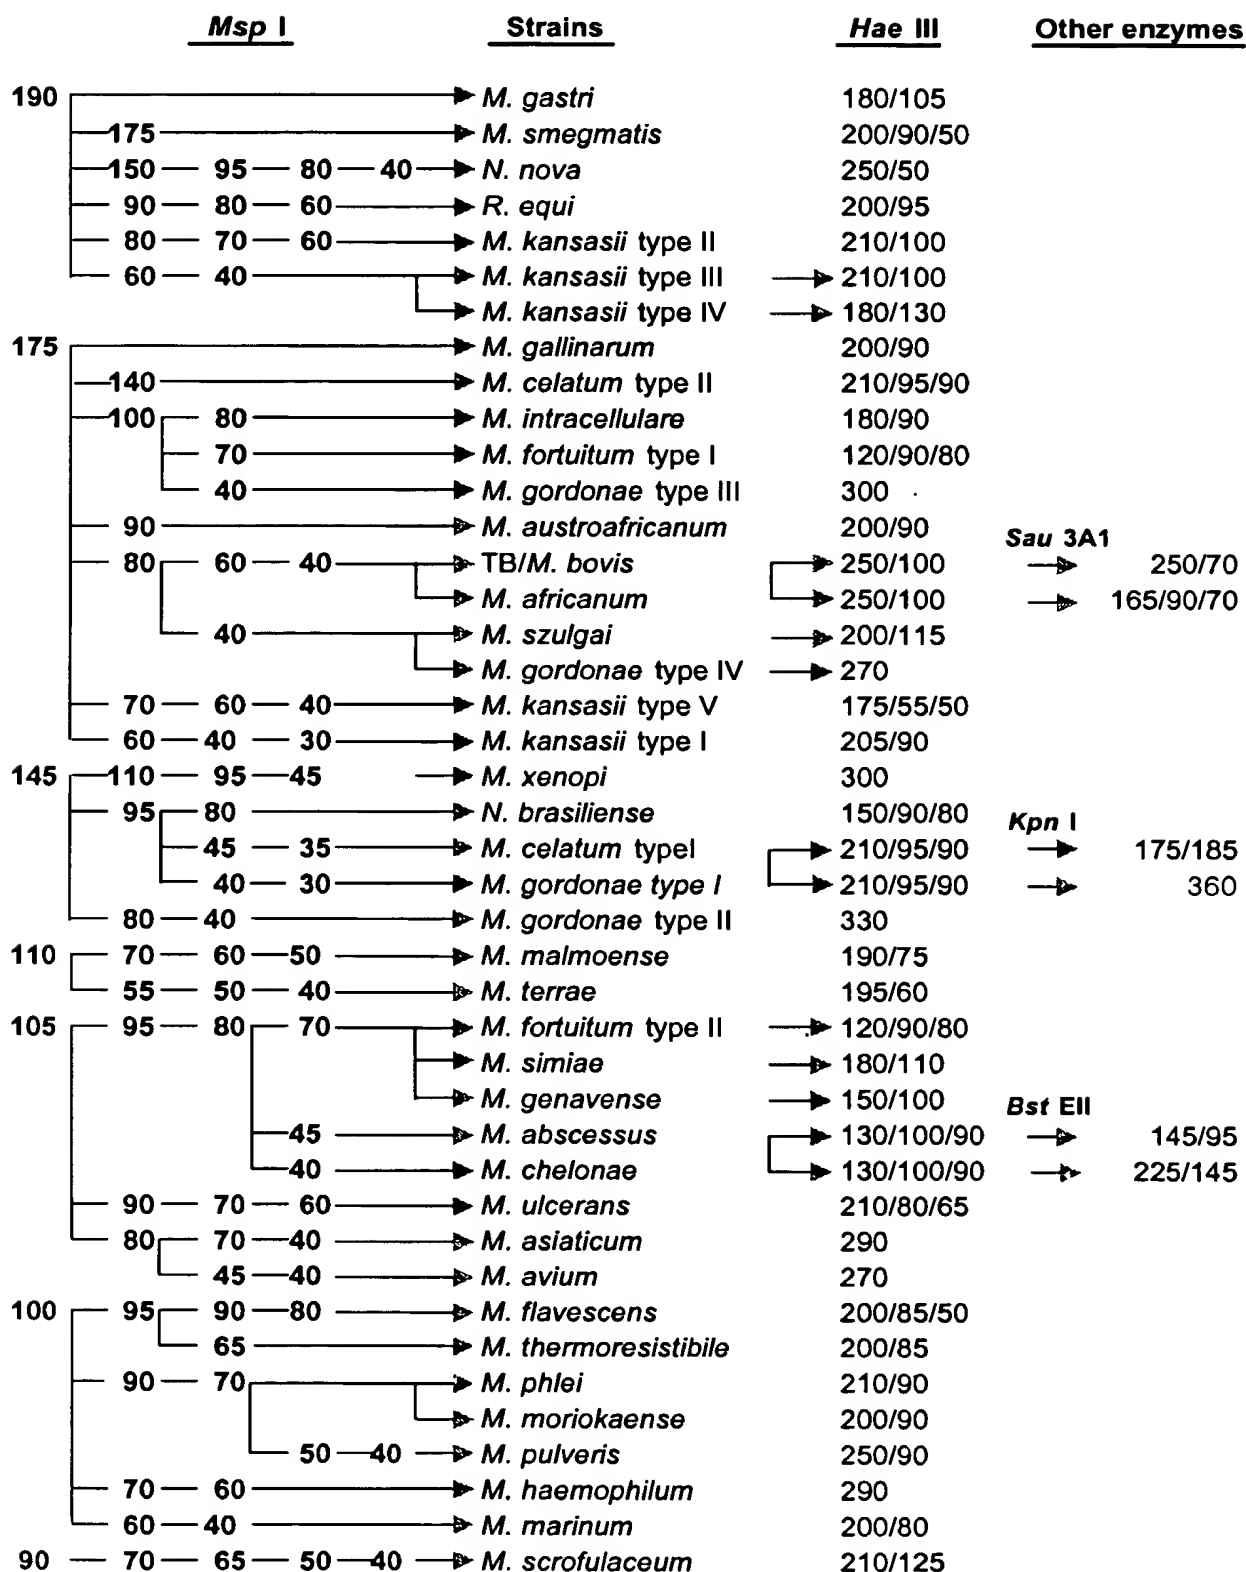 Msp I Strains Hae III Other enzymes
190 M. gastri 180/105
175 M. smegmatis 200/90/50
150 95 80 40 N. nova 250/50
90 80 60 R. equi 200/95
80 70 60 M. kansasii type II 210/100
60 40 M. kansasii type III 210/100
M. kansasii type IV 180/130
175 M. gallinarum 200/90
140 M. celatum type II 210/95/90
100 80 M. intracellulare 180/90
70 M. fortuitum type I 120/90/80
40 M. gordonae type III 300
90 M. austroafricanum 200/90
Sau 3A1
80 60 40 TB/M. bovis 250/100 250/70
M. africanum 250/100 165/90/70
40 M. szulgai 200/115
M. gordonae type IV 270
70 60 40 M. kansasii type V 175/55/50
60 40 30 M. kansasii type I 205/90
145 110 95 45 M. xenopi 300
95 80 N. brasiliense 150/90/80
Kpn I
45 35 M. celatum typeI 210/95/90 175/185
40 30 M. gordonae type I 210/95/90 360
80 40 M. gordonae type II 330
110 70 60 50 M. malmoense 190/75
55 50 40 M. terrae 195/60
105 95 80 70 M. fortuitum type II 120/90/80
M. simiae 180/110
M. genavense 150/100
Bst EII
45 M. abscessus 130/100/90 145/95
40 M. chelonae 130/100/90 225/145
90 70 60 M. ulcerans 210/80/65
80 70 40 M. asiaticum 290
45 40 M. avium 270
100 95 90 80 M. flavescens 200/85/50
65 M. thermoresistibile 200/85
90 70 M. phlei 210/90
M. moriokaense 200/90
50 40 M. pulveris 250/90
70 60 M. haemophilum 290
60 40 M. marinum 200/80
90 70 65 50 40 M. scrofulaceum 210/125